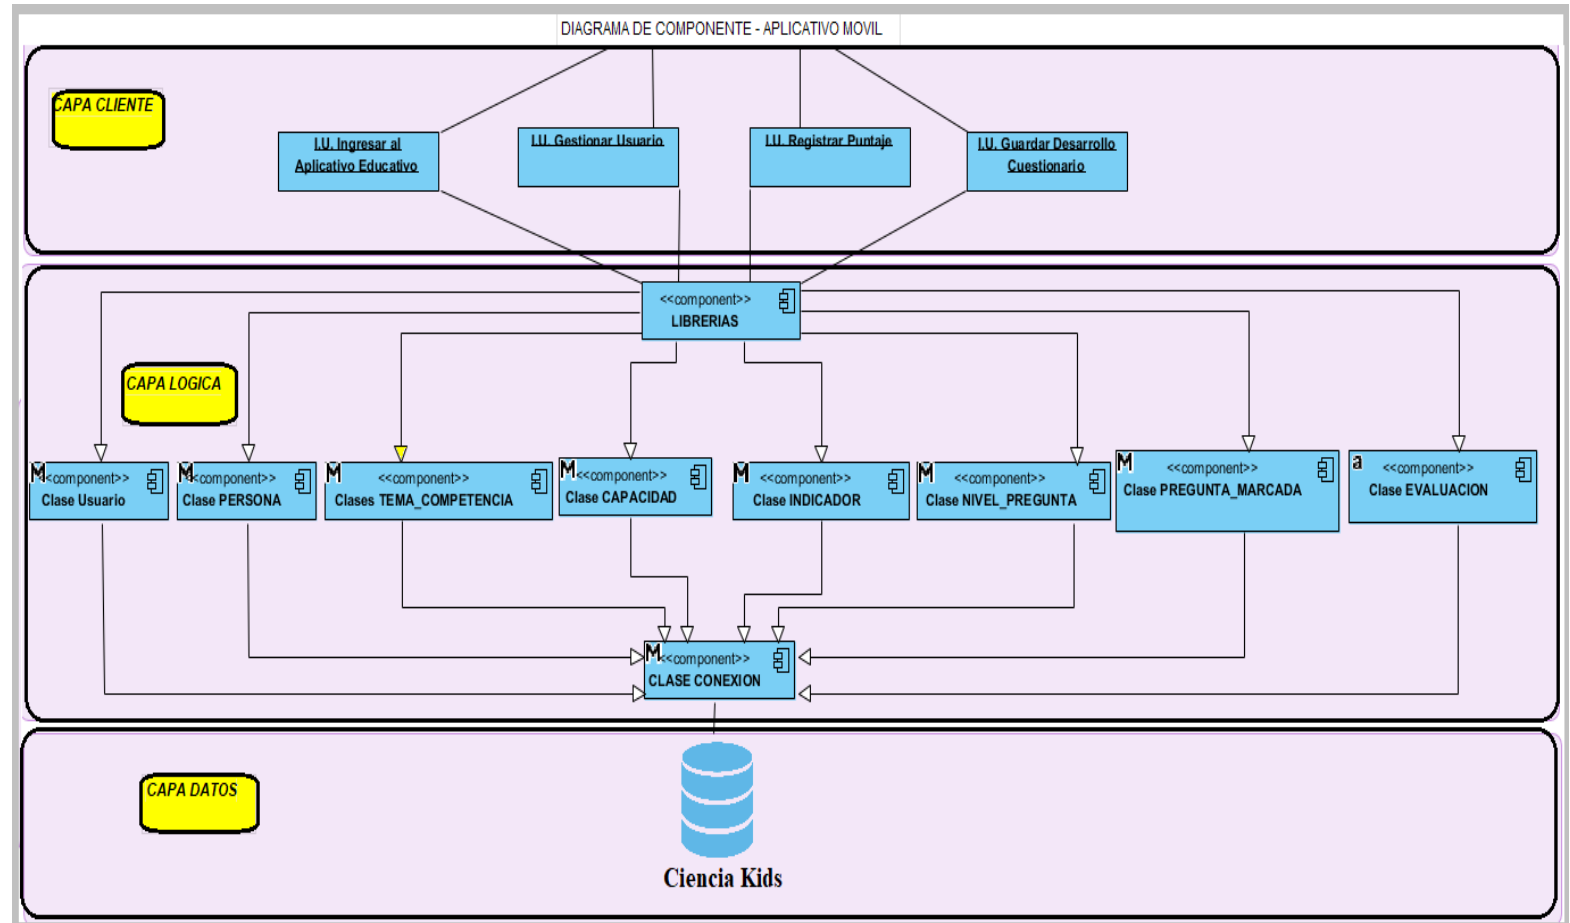 DIAGRAMA DE COMPONENTE - APLICATIVO MOVIL
CAPA CLIENTE
I.U. Ingresar al
Aplicativo Educativo
I.U. Gestionar Usuario
I.U. Registrar Puntaje
I.U. Guardar Desarrollo
Cuestionario
<<component>>
LIBRERIAS
CAPA LOGICA
M
<<component>>
Clase Usuario
M
<<component>>
Clase PERSONA
M
<<component>>
Clases TEMA_COMPETENCIA
M
<<component>>
Clase CAPACIDAD
M
<<component>>
Clase INDICADOR
M
<<component>>
Clase NIVEL_PREGUNTA
M
<<component>>
Clase PREGUNTA_MARCADA
a
<<component>>
Clase EVALUACION
M
<<component>>
CLASE CONEXION
CAPA DATOS
Ciencia Kids